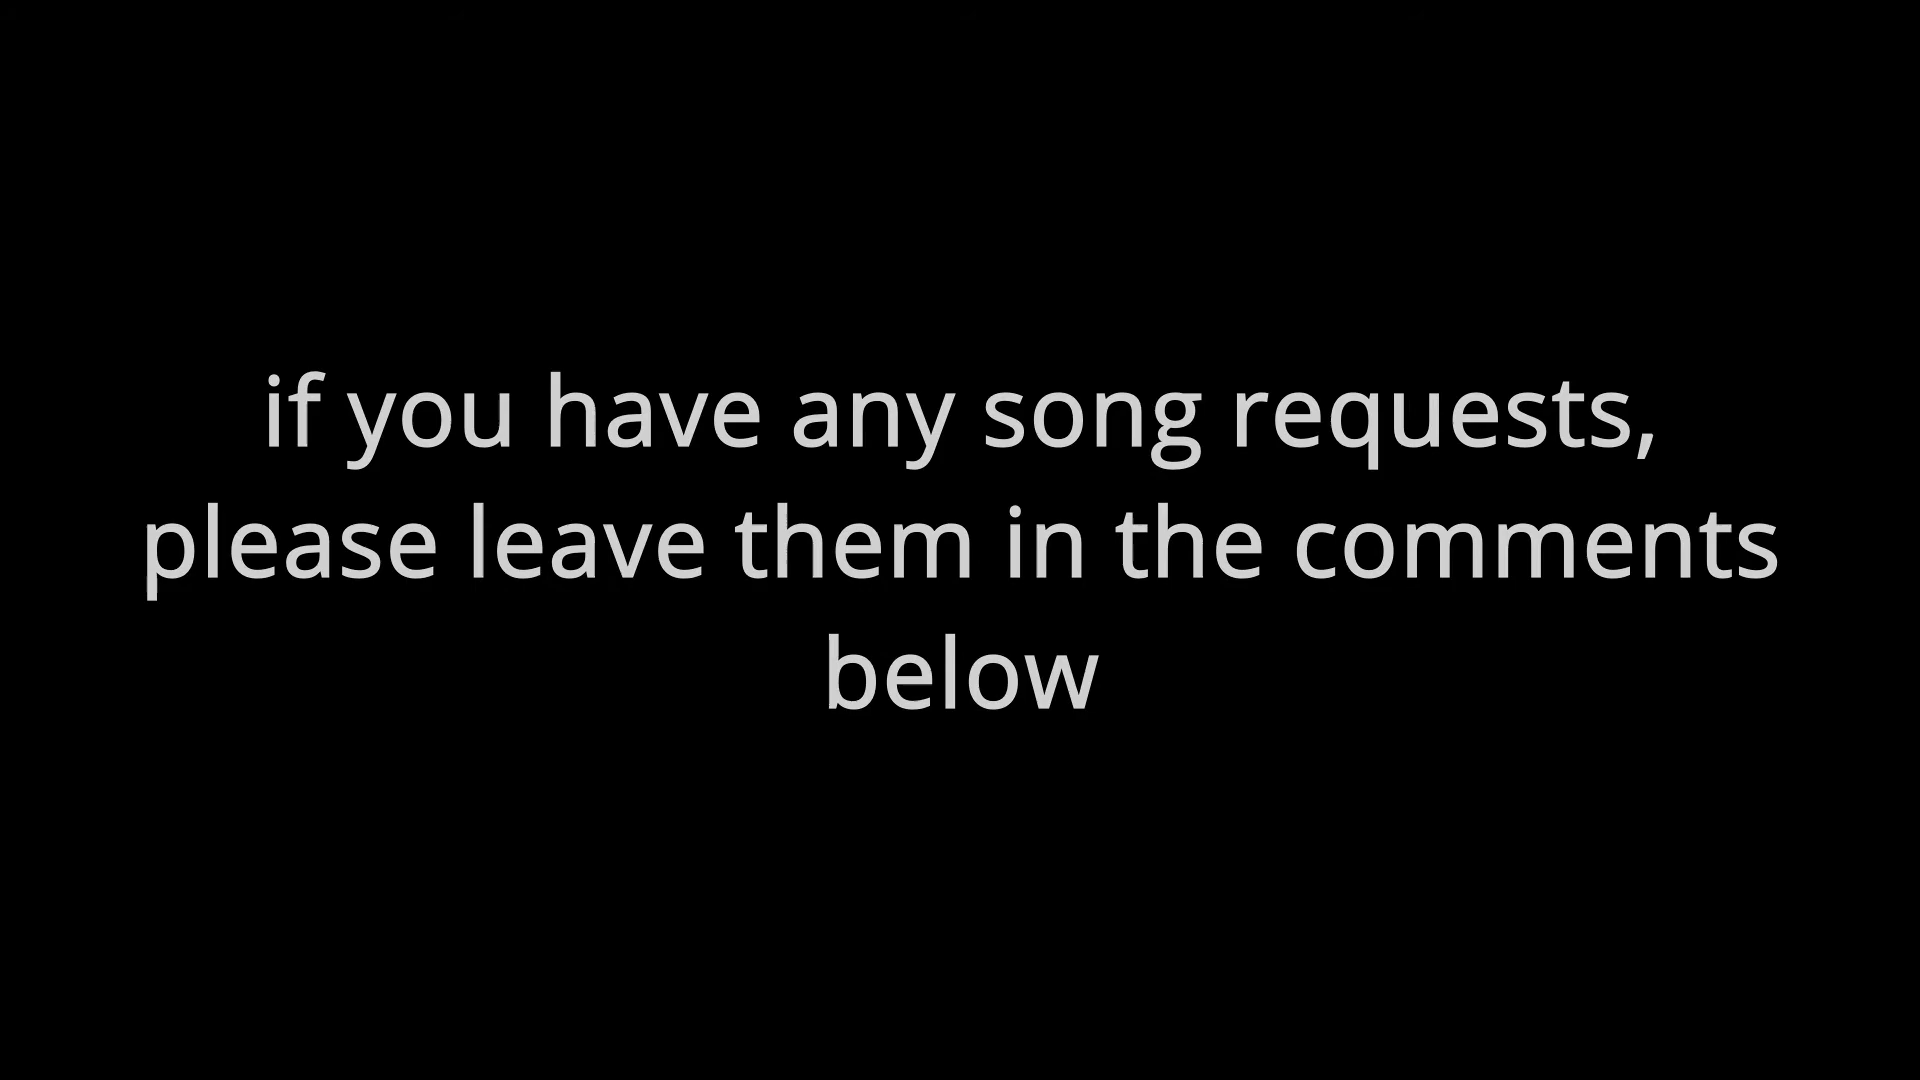 if you have any song requests,
please leave them in the comments
below